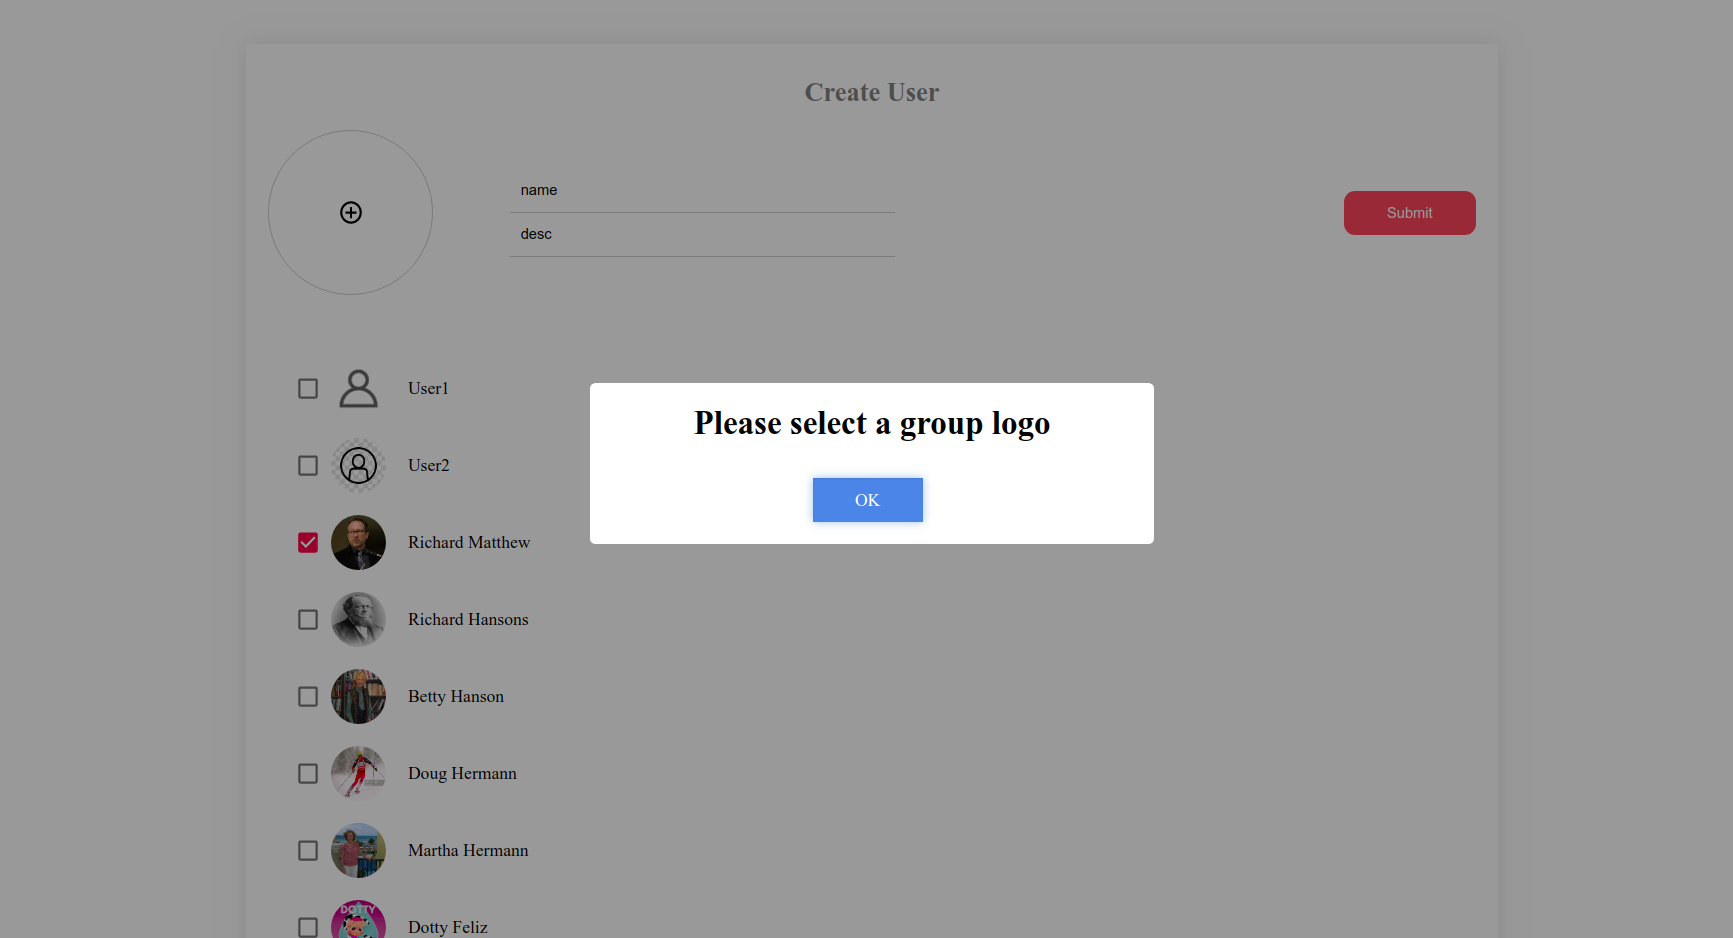 Create User
name
desc
Submit
User1
Please select a group logo
User2
OK
Richard Matthew
Richard Hansons
Betty Hanson
Doug Hermann
Martha Hermann
DOTTY
Dotty Feliz